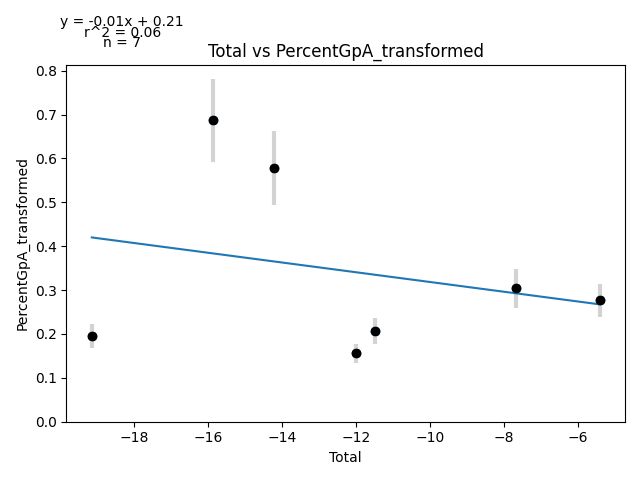 y = -0.01x + 0.21
r^2 = 0.06
n = 7
Total vs PercentGpA_transformed
PercentGpA_transformed
0.8
0.7
0.6
0.5
0.4
0.3
0.2
0.1
0.0
−18
−16
−14
−12
−10
−8
−6
Total